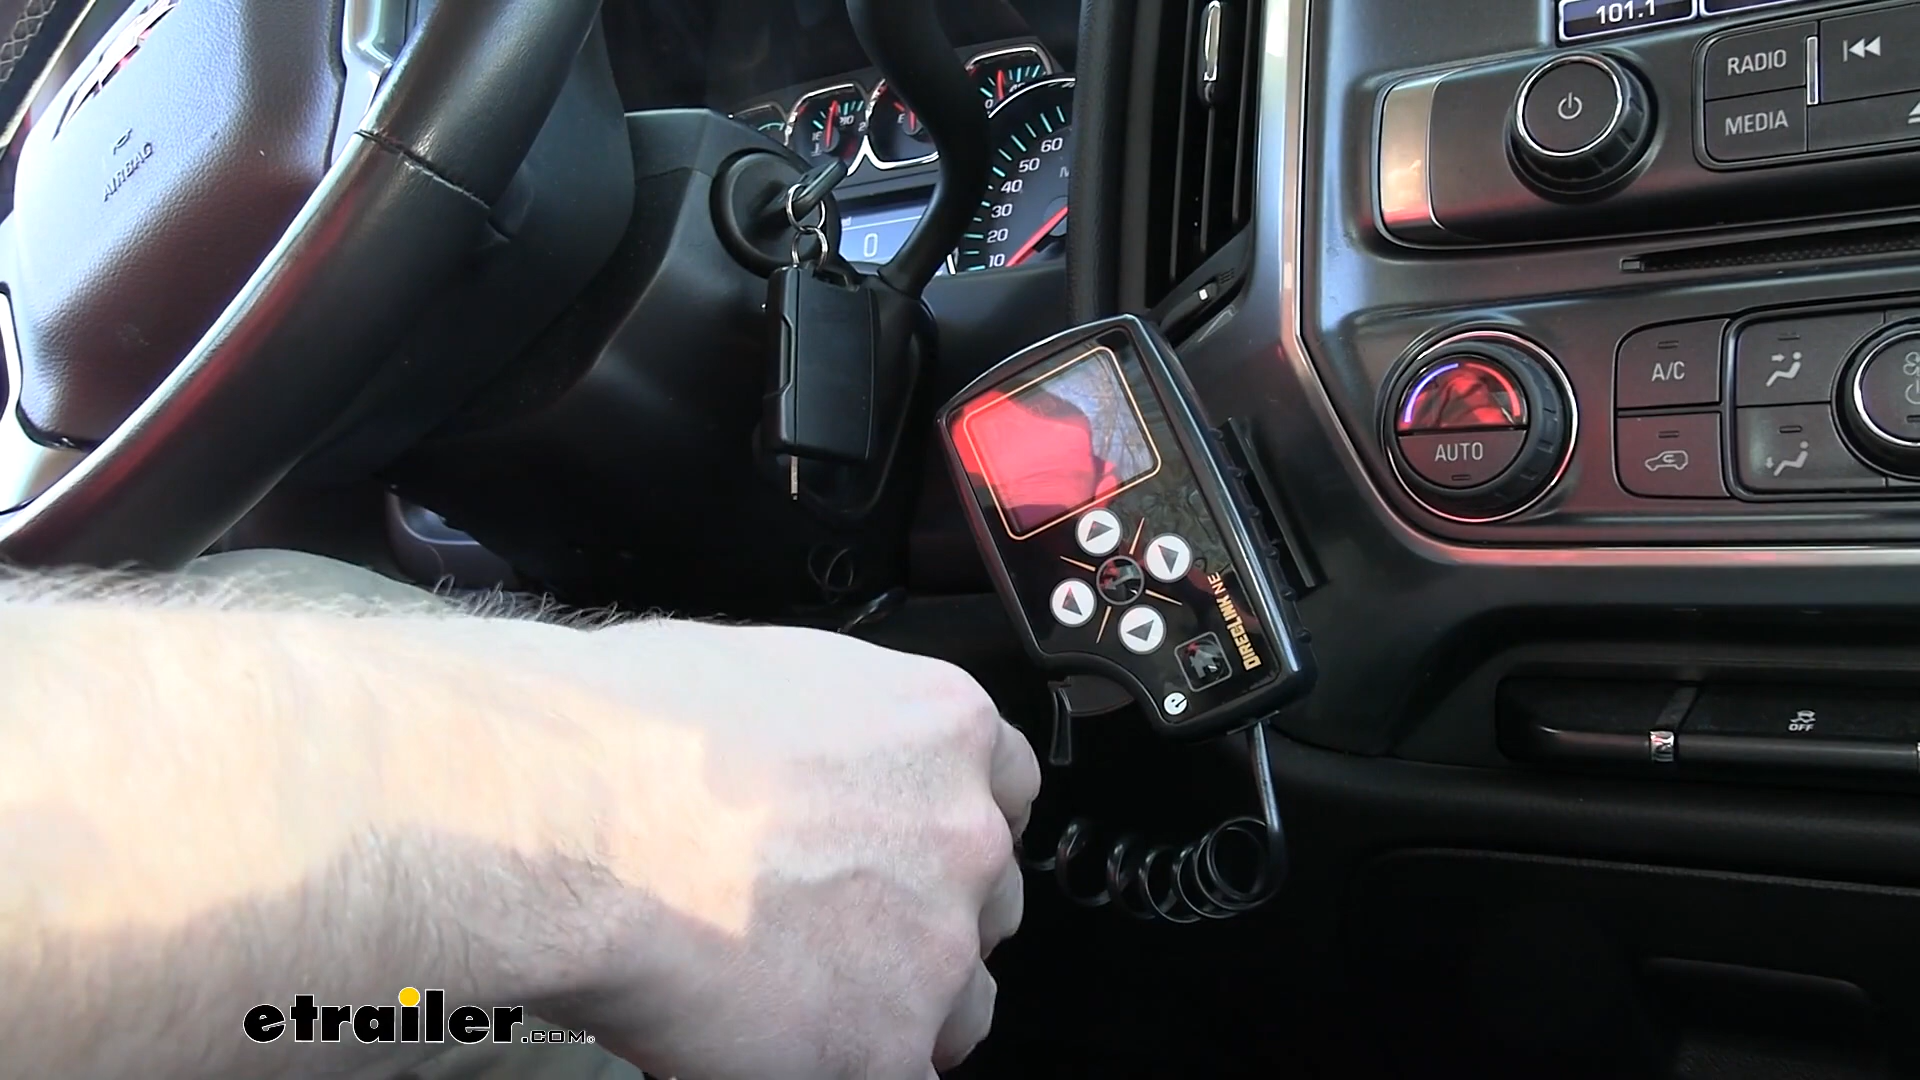 101.1
RADIO
MEDIA
AIRBAG
60
50
40
30
20
10
0
A/C
AUTO
OFF
DIRECLINK NE
e
etrailer.com